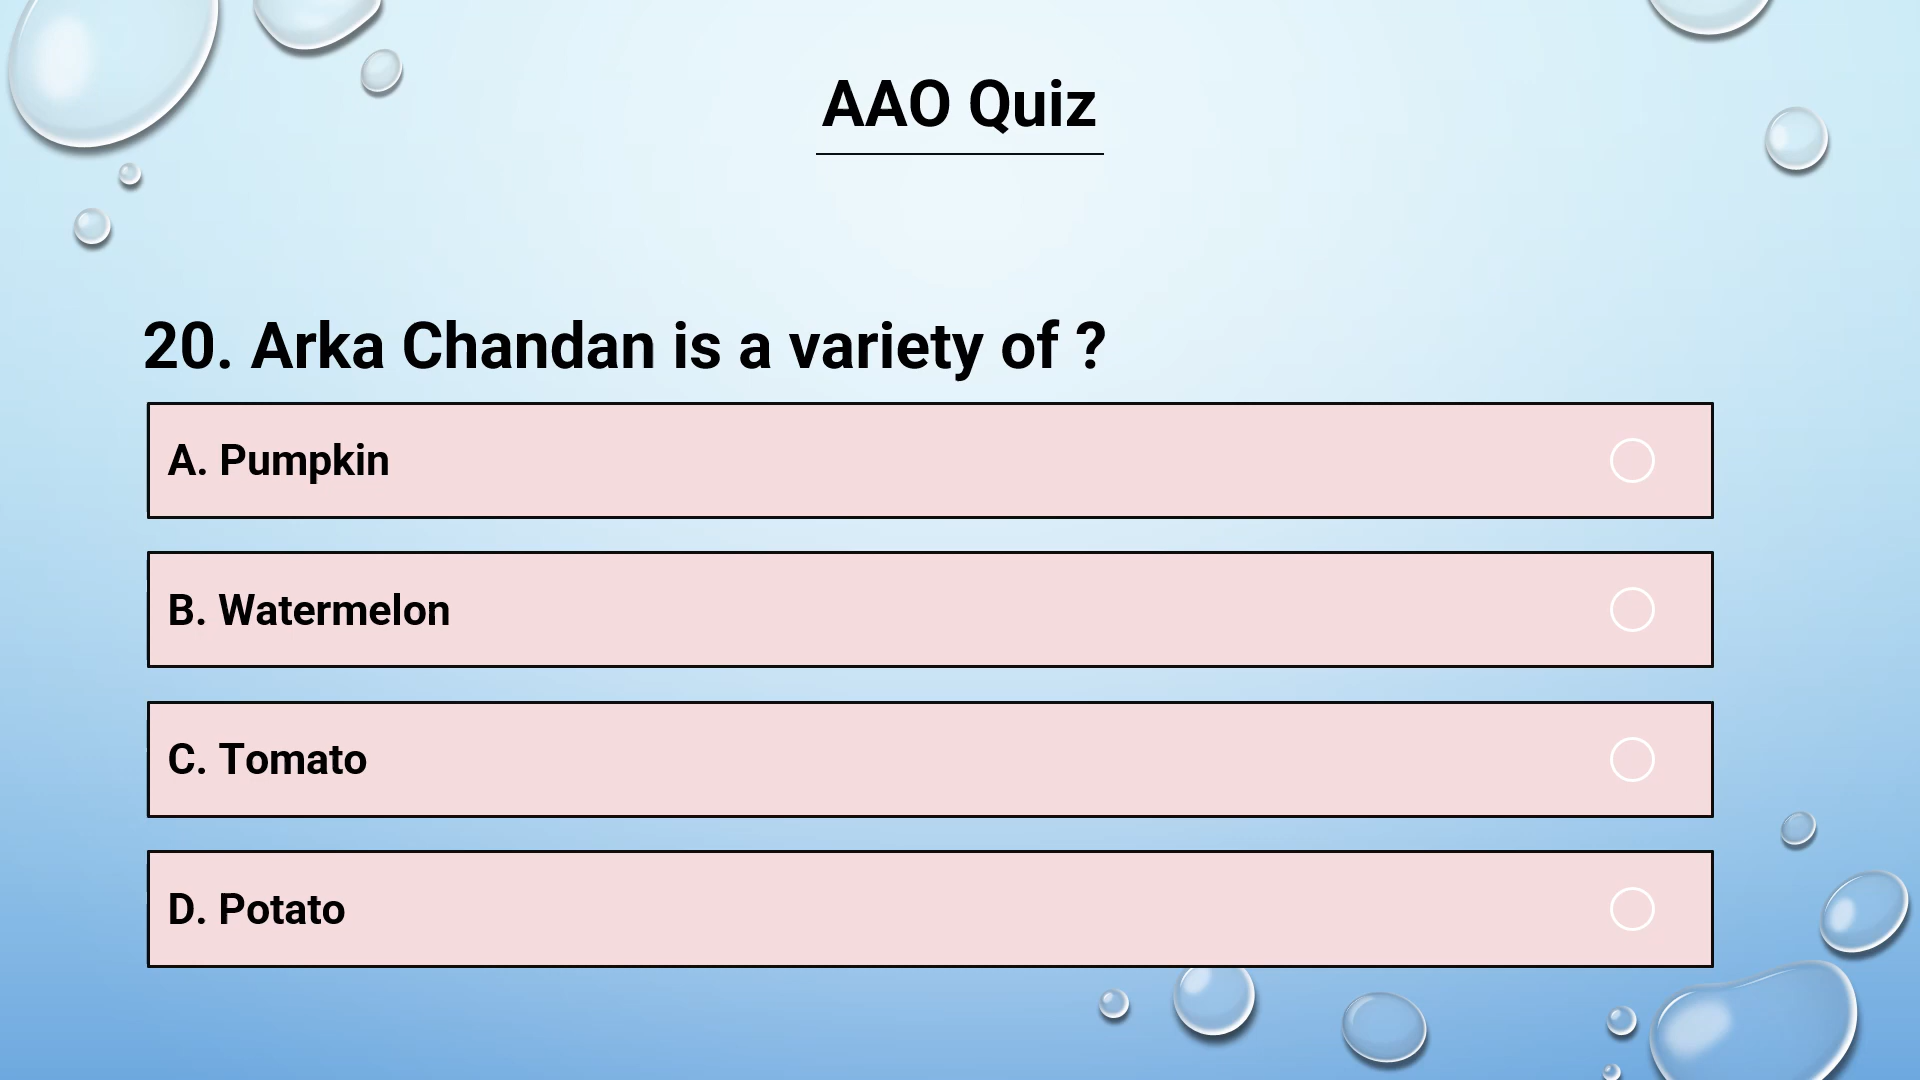 AAO Quiz
20. Arka Chandan is a variety of ?
A. Pumpkin
B. Watermelon
C. Tomato
D. Potato